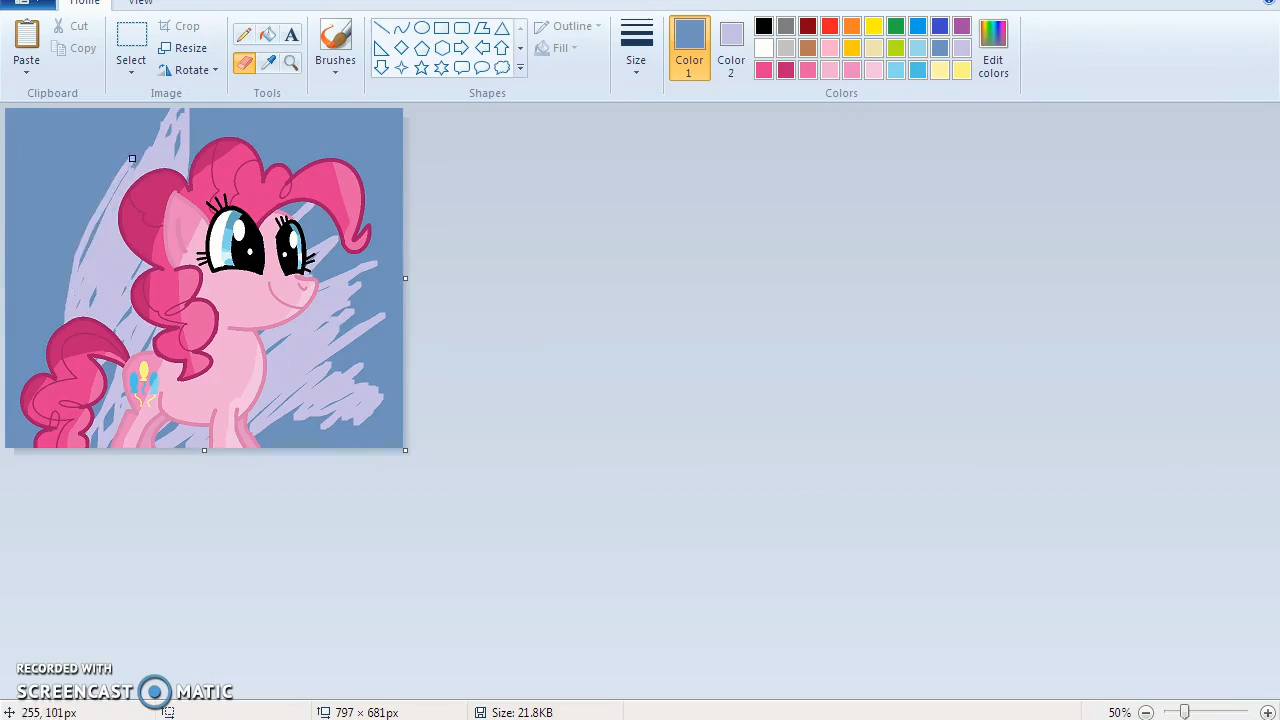 Home View
Cut
Copy
Paste
Clipboard
Crop
Resize
Rotate
Select
Image
A
Tools
Brushes
Outline
Fill
Shapes
Size
Color 1
Color 2
Edit colors
Colors
RECORDED WITH
SCREENCAST MATIC
255, 101px
797 × 681px
Size: 21.8KB
50%